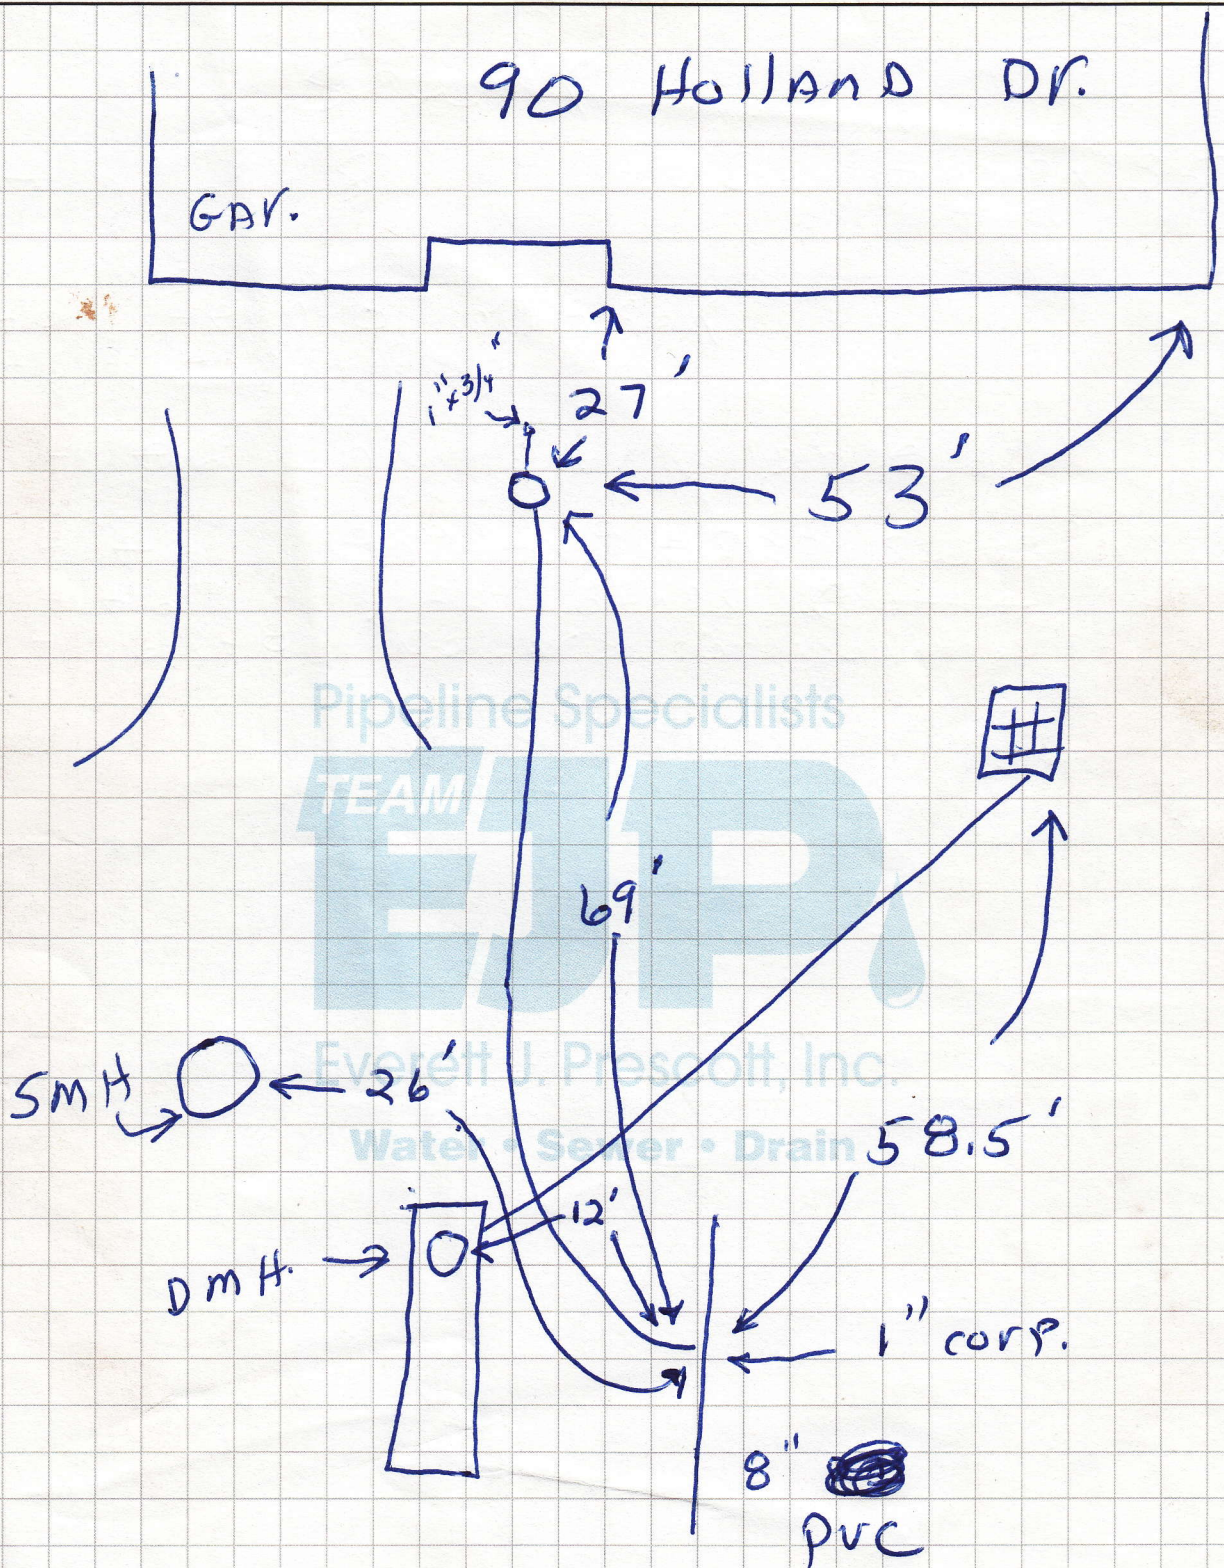 90 HollAnD Dr.
GAr.
1" x 3/4"
27'
53'
Pipeline Specialists
TEAM
EJP
69'
SMH
26'
Everett J. Prescott, Inc.
58.5'
Water • Sewer • Drain
12'
DMH.
1" corp.
8"
PVC